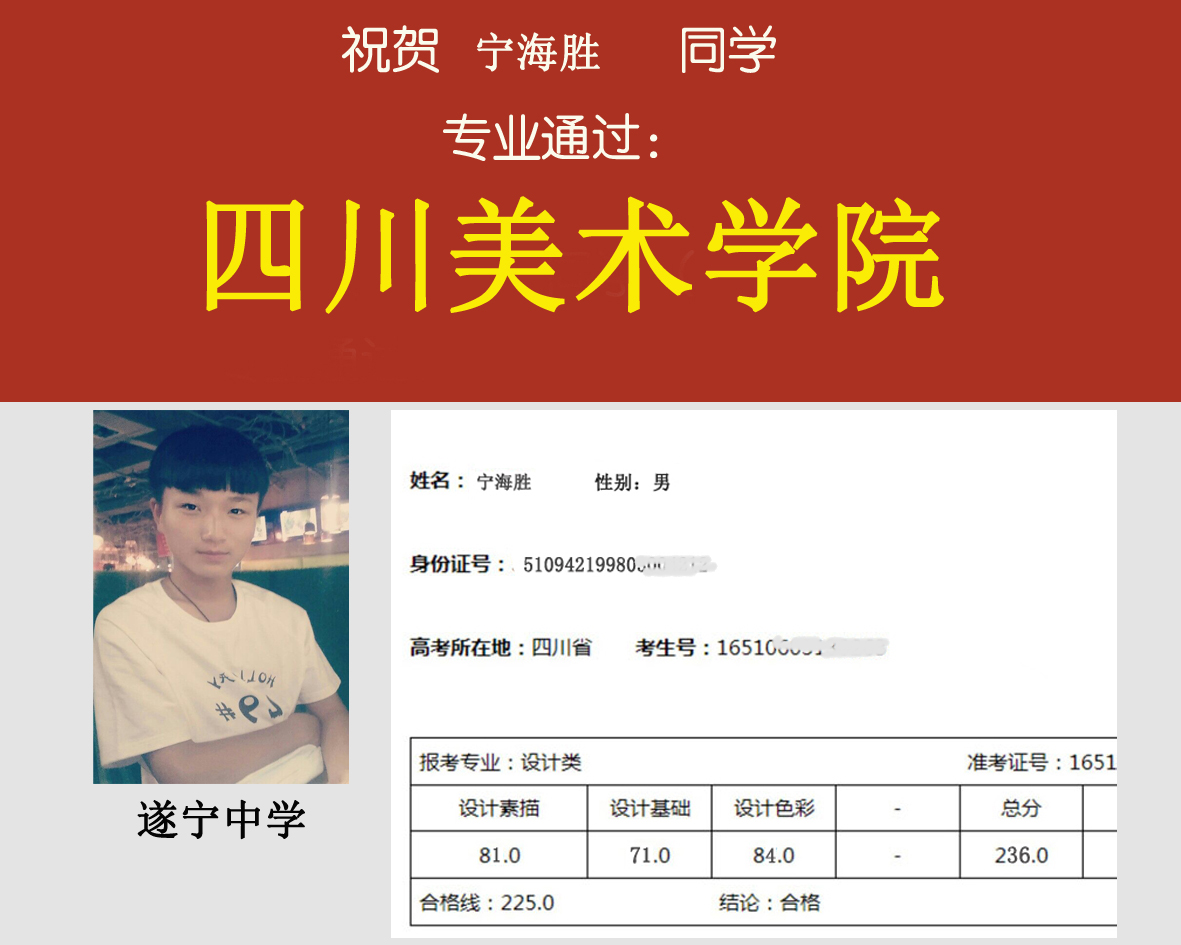 祝贺 宁海胜 同学
专业通过：
四川美术学院
姓名： 宁海胜 性别：男
身份证号： 5109421998
高考所在地：四川省 考生号：16510
遂宁中学
报考专业：设计类 准考证号：1651
设计素描 设计基础 设计色彩 - 总分
81.0 71.0 84.0 - 236.0
合格线：225.0 结论：合格